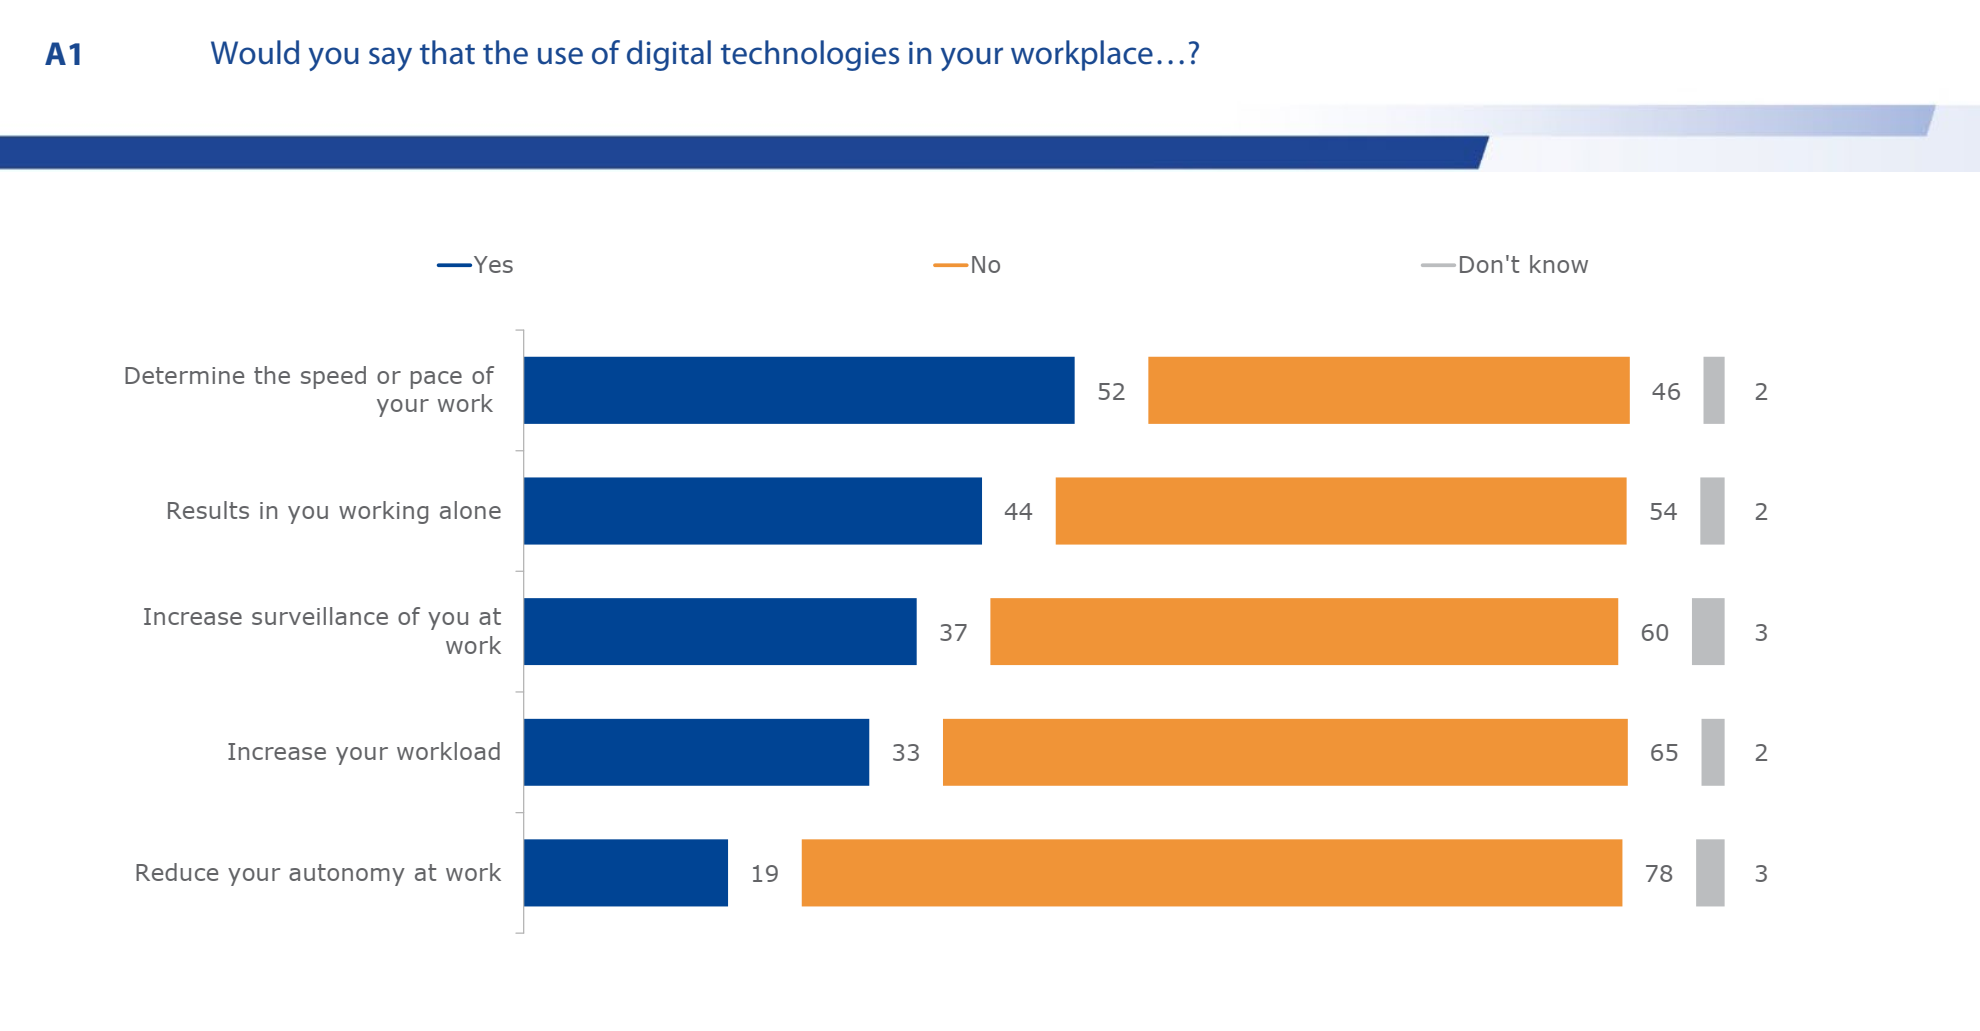 A1 Would you say that the use of digital technologies in your workplace…?
Yes No Don't know
Determine the speed or pace of
your work
52 46 2
Results in you working alone 44 54 2
Increase surveillance of you at
work
37 60 3
Increase your workload 33 65 2
Reduce your autonomy at work 19 78 3